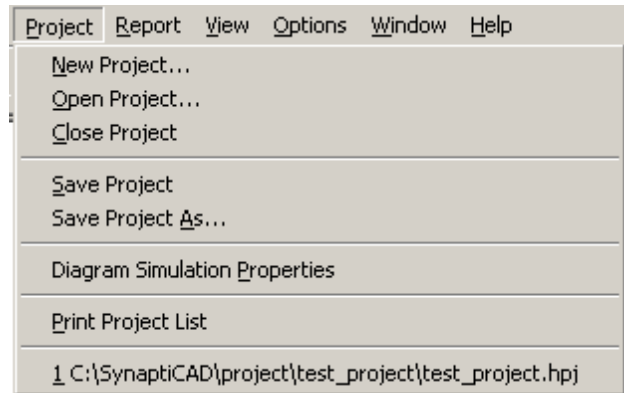 Project Report View Options Window Help
New Project...
Open Project...
Close Project
Save Project
Save Project As...
Diagram Simulation Properties
Print Project List
1 C:\SynaptiCAD\project\test_project\test_project.hpj